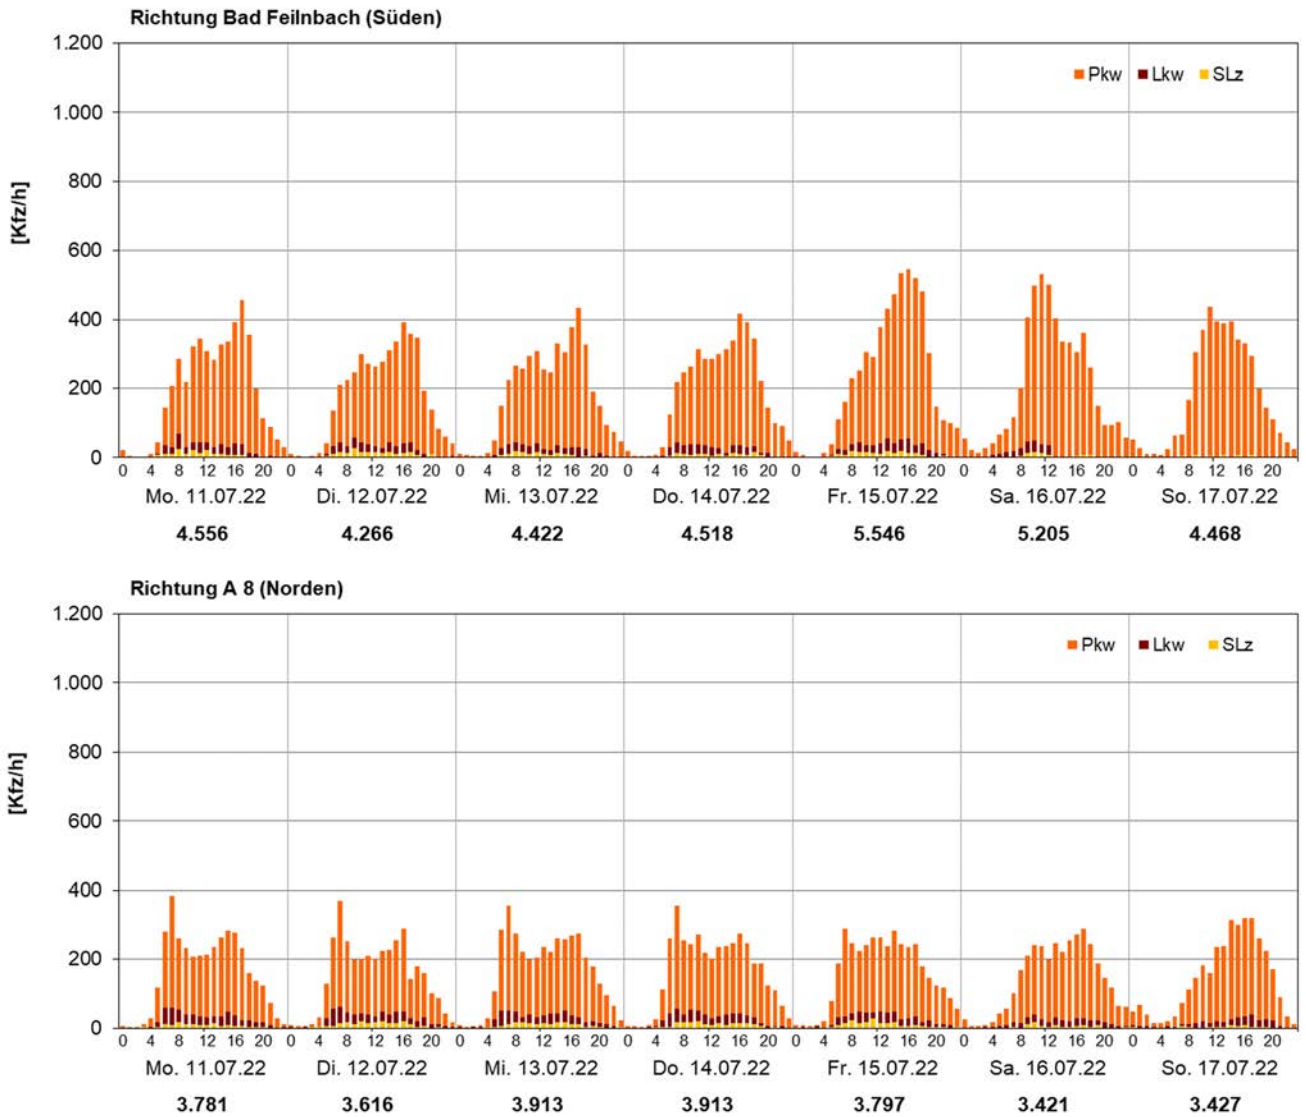 Richtung Bad Feilnbach (Süden)
1.200
Pkw Lkw SLz
1.000
800
[Kfz/h]
600
400
200
0
0 4 8 12 16 20 0 4 8 12 16 20 0 4 8 12 16 20 0 4 8 12 16 20 0 4 8 12 16 20 0 4 8 12 16 20 0 4 8 12 16 20
Mo. 11.07.22 Di. 12.07.22 Mi. 13.07.22 Do. 14.07.22 Fr. 15.07.22 Sa. 16.07.22 So. 17.07.22
4.556 4.266 4.422 4.518 5.546 5.205 4.468
Richtung A 8 (Norden)
1.200
Pkw Lkw SLz
1.000
800
[Kfz/h]
600
400
200
0
0 4 8 12 16 20 0 4 8 12 16 20 0 4 8 12 16 20 0 4 8 12 16 20 0 4 8 12 16 20 0 4 8 12 16 20 0 4 8 12 16 20
Mo. 11.07.22 Di. 12.07.22 Mi. 13.07.22 Do. 14.07.22 Fr. 15.07.22 Sa. 16.07.22 So. 17.07.22
3.781 3.616 3.913 3.913 3.797 3.421 3.427